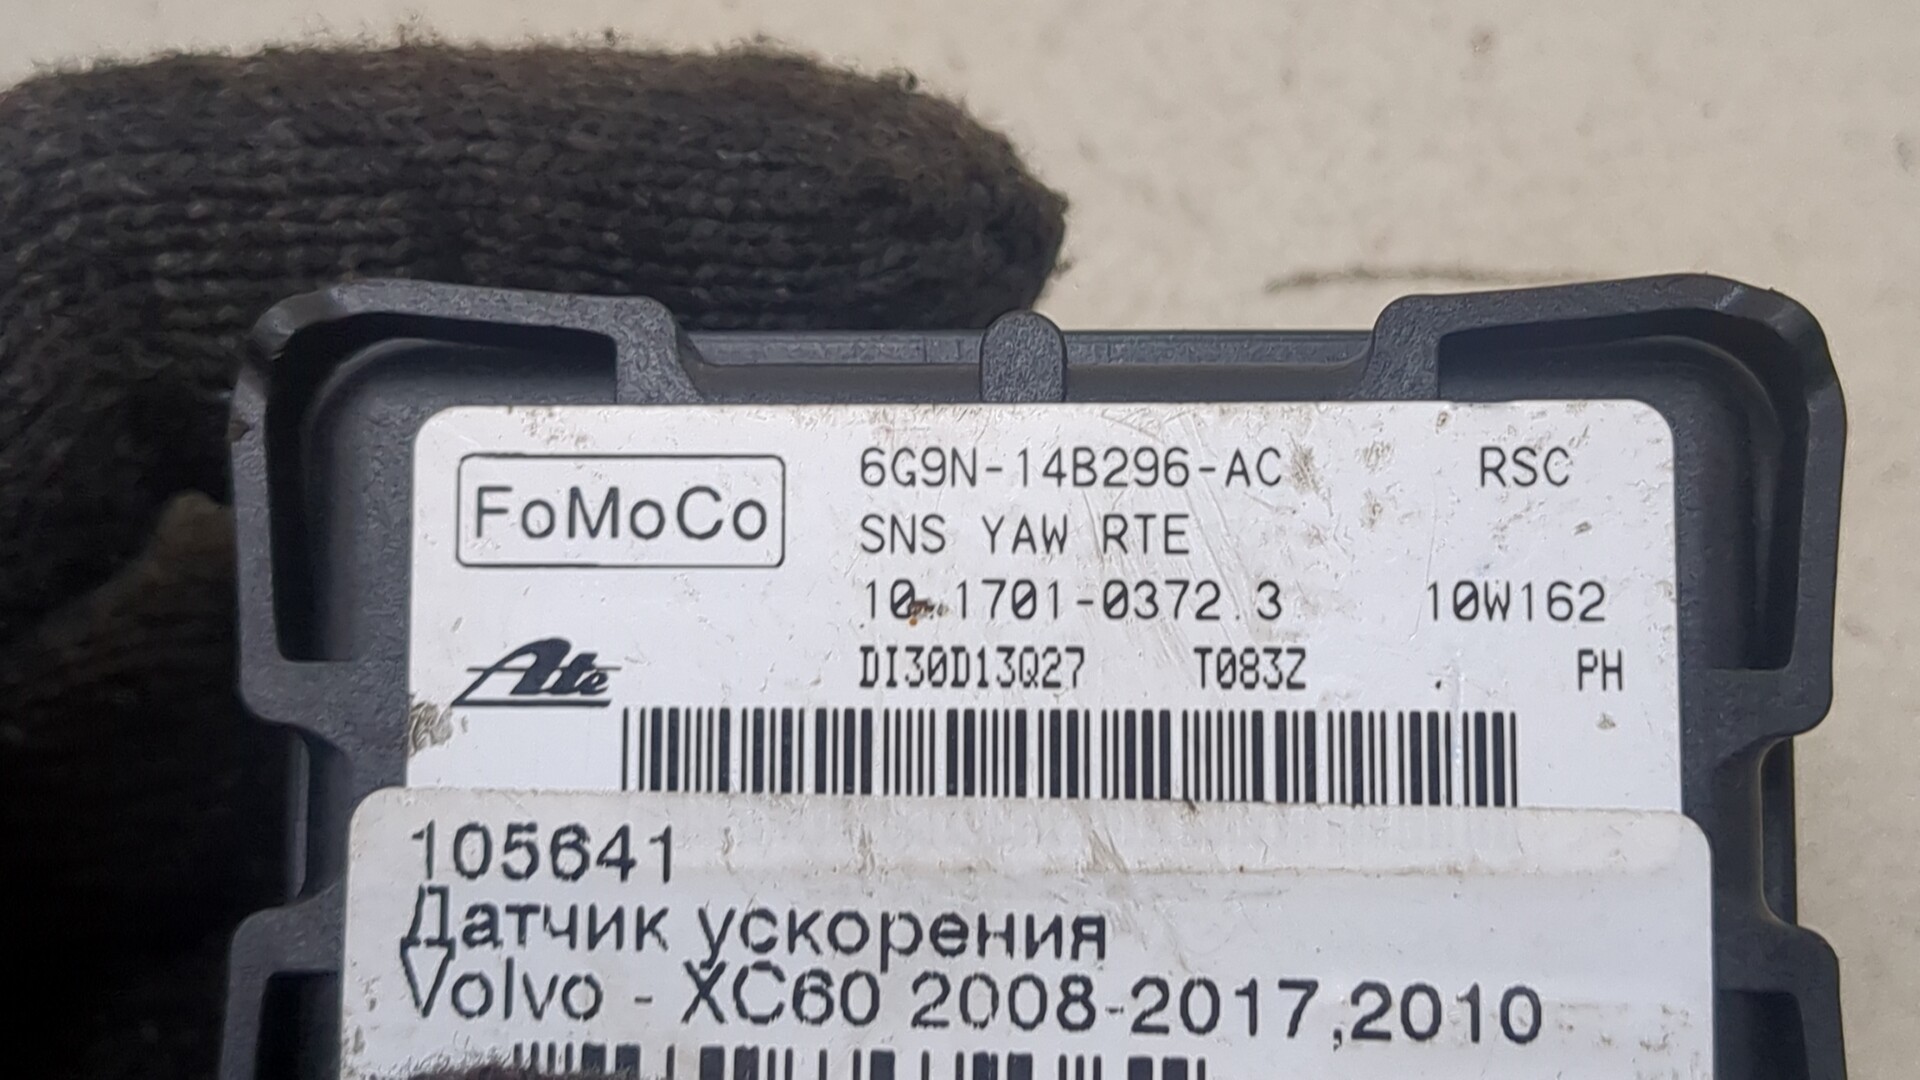 FoMoCo 6G9N-14B296-AC RSC
SNS YAW RTE
10.1701-0372.3 10W162
Ate DI30D13Q27 T083Z . PH
105641
Датчик ускорения
Volvo - XC60 2008-2017,2010